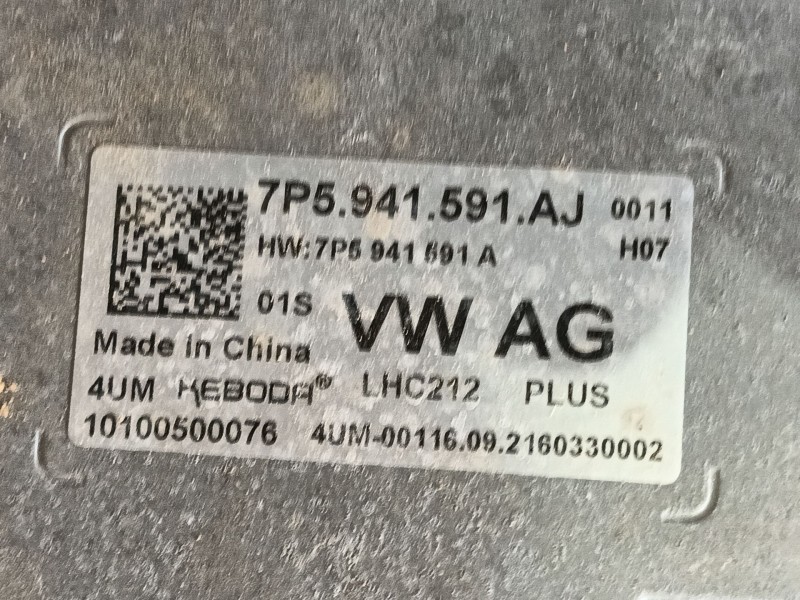 7P5.941.591.AJ 0011
HW:7P5 941 591 A H07
01S VW AG
Made in China
4UM KEBODA® LHC212 PLUS
10100500076 4UM-00116.09.2160330002